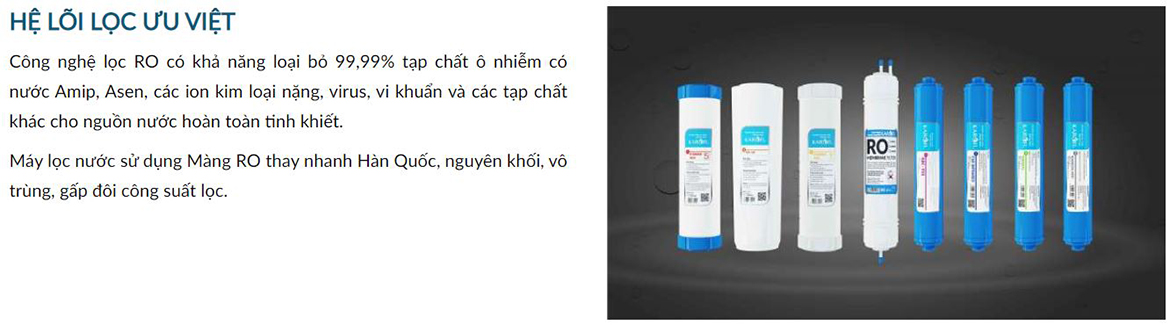 HỆ LÕI LỌC ƯU VIỆT
Công nghệ lọc RO có khả năng loại bỏ 99,99% tạp chất ô nhiễm có
nước Amip, Asen, các ion kim loại nặng, virus, vi khuẩn và các tạp chất
khác cho nguồn nước hoàn toàn tinh khiết.
Máy lọc nước sử dụng Màng RO thay nhanh Hàn Quốc, nguyên khối, vô
trùng, gấp đôi công suất lọc.
RO
MEMBRANE FILTER